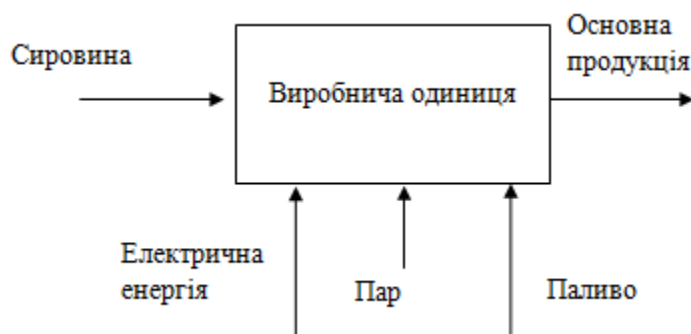 Сировина
Виробнича одиниця
Основна
продукція
Електрична
енергія
Пар
Паливо